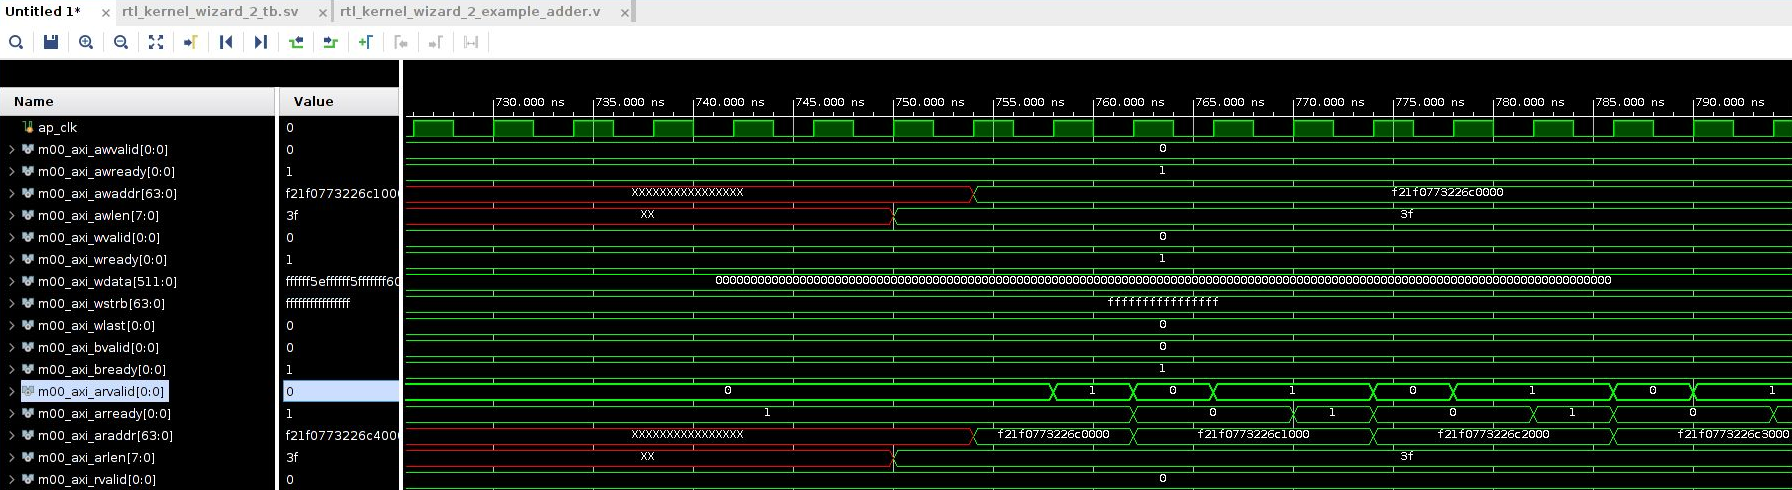 Untitled 1* × rtl_kernel_wizard_2_tb.sv × rtl_kernel_wizard_2_example_adder.v ×
Name Value 730.000 ns 735.000 ns 740.000 ns 745.000 ns 750.000 ns 755.000 ns 760.000 ns 765.000 ns 770.000 ns 775.000 ns 780.000 ns 785.000 ns 790.000 ns
ap_clk 0
m00_axi_awvalid[0:0] 0 0
m00_axi_awready[0:0] 1 1
m00_axi_awaddr[63:0] f21f0773226c100 XXXXXXXXXXXXXXXX f21f0773226c0000
m00_axi_awlen[7:0] 3f XX 3f
m00_axi_wvalid[0:0] 0 0
m00_axi_wready[0:0] 1 1
m00_axi_wdata[511:0] ffffff5effffff5fffffff60
m00_axi_wstrb[63:0] ffffffffffffffff ffffffffffffffff
m00_axi_wlast[0:0] 0 0
m00_axi_bvalid[0:0] 0 0
m00_axi_bready[0:0] 1 1
m00_axi_arvalid[0:0] 0 0 1 0 1 0 1 0 1
m00_axi_arready[0:0] 1 1 0 1 0 1 0
m00_axi_araddr[63:0] f21f0773226c400 XXXXXXXXXXXXXXXX f21f0773226c0000 f21f0773226c1000 f21f0773226c2000 f21f0773226c3000
m00_axi_arlen[7:0] 3f XX 3f
m00_axi_rvalid[0:0] 0 0